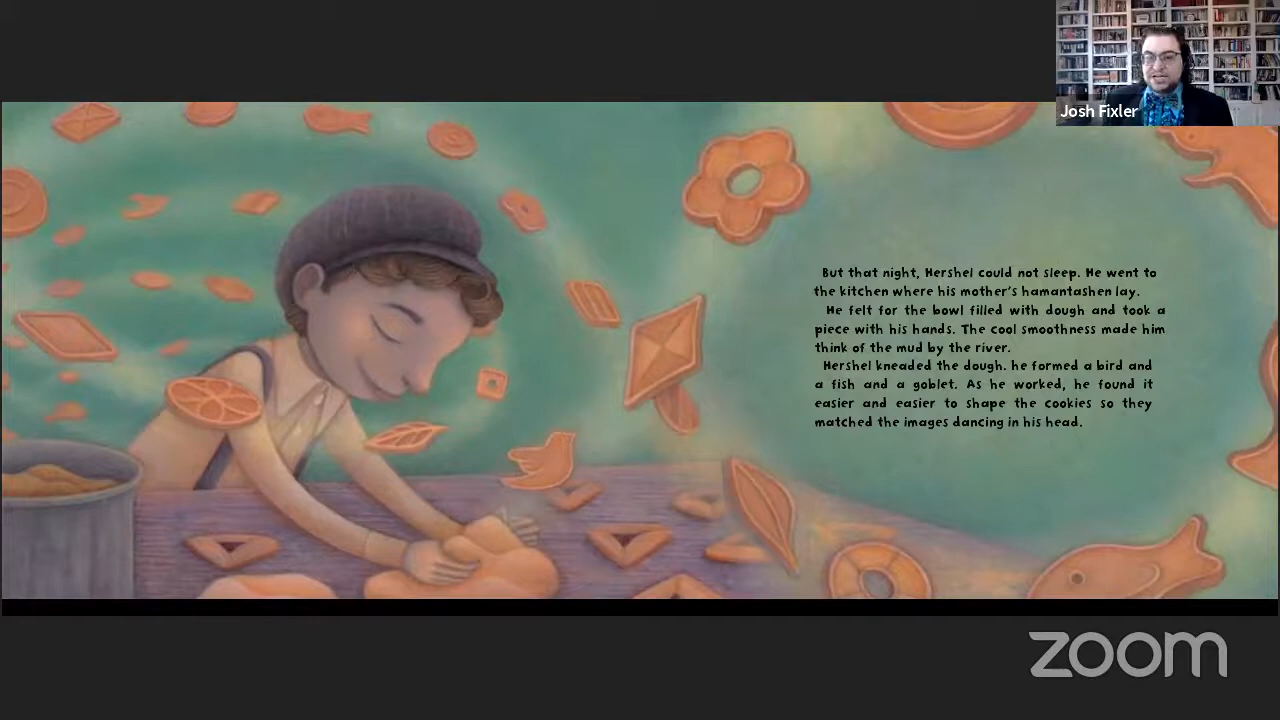 Josh Fixler
But that night, Hershel could not sleep. He went to
the kitchen where his mother's hamantashen lay.
He felt for the bowl filled with dough and took a
piece with his hands. The cool smoothness made him
think of the mud by the river.
Hershel kneaded the dough. he formed a bird and
a fish and a goblet. As he worked, he found it
easier and easier to shape the cookies so they
matched the images dancing in his head.
zoom